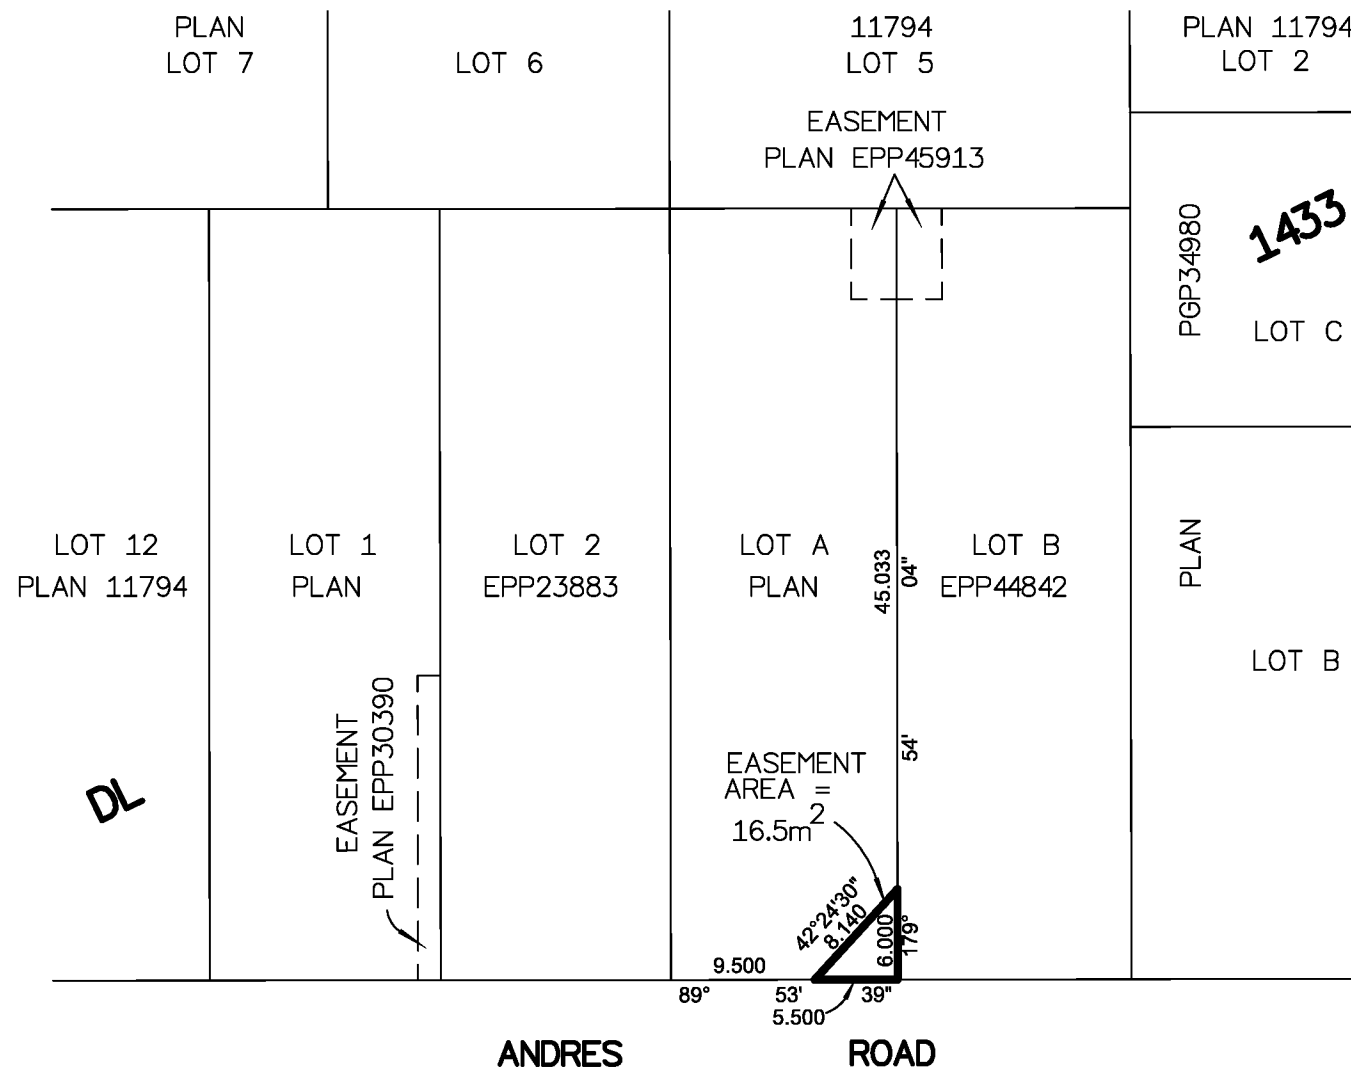 PLAN
LOT 7
LOT 6
11794
LOT 5
PLAN 11794
LOT 2
EASEMENT
PLAN EPP45913
PGP34980
1433
LOT C
LOT 12
PLAN 11794
LOT 1
PLAN
LOT 2
EPP23883
LOT A
PLAN
45.033
04"
LOT B
EPP44842
PLAN
LOT B
EASEMENT
PLAN EPP30390
DL
54'
EASEMENT
AREA =
16.5m2
42°24'30"
8.140
6.000
179°
9.500
89° 53' 39"
5.500
ANDRES ROAD